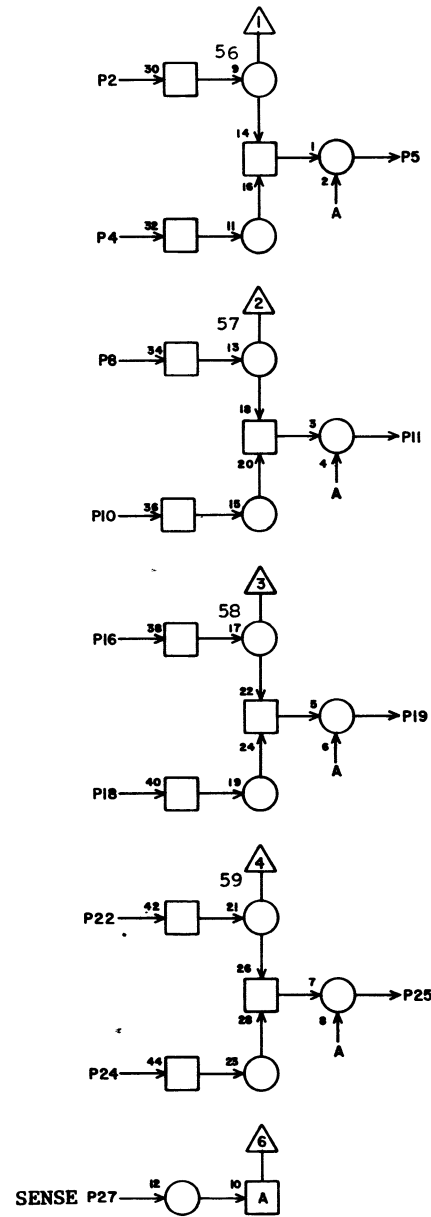 1
56
P2 30 9
14 1 P5
16 2
A
P4 32 11
2
57
P8 34 13
18 3 P11
20 4
A
P10 36 15
3
58
P16 38 17
22 5 P19
24 6
A
P18 40 19
4
59
P22 42 21
26 7 P25
28 8
A
P24 44 23
6
SENSE P27 12 10 A